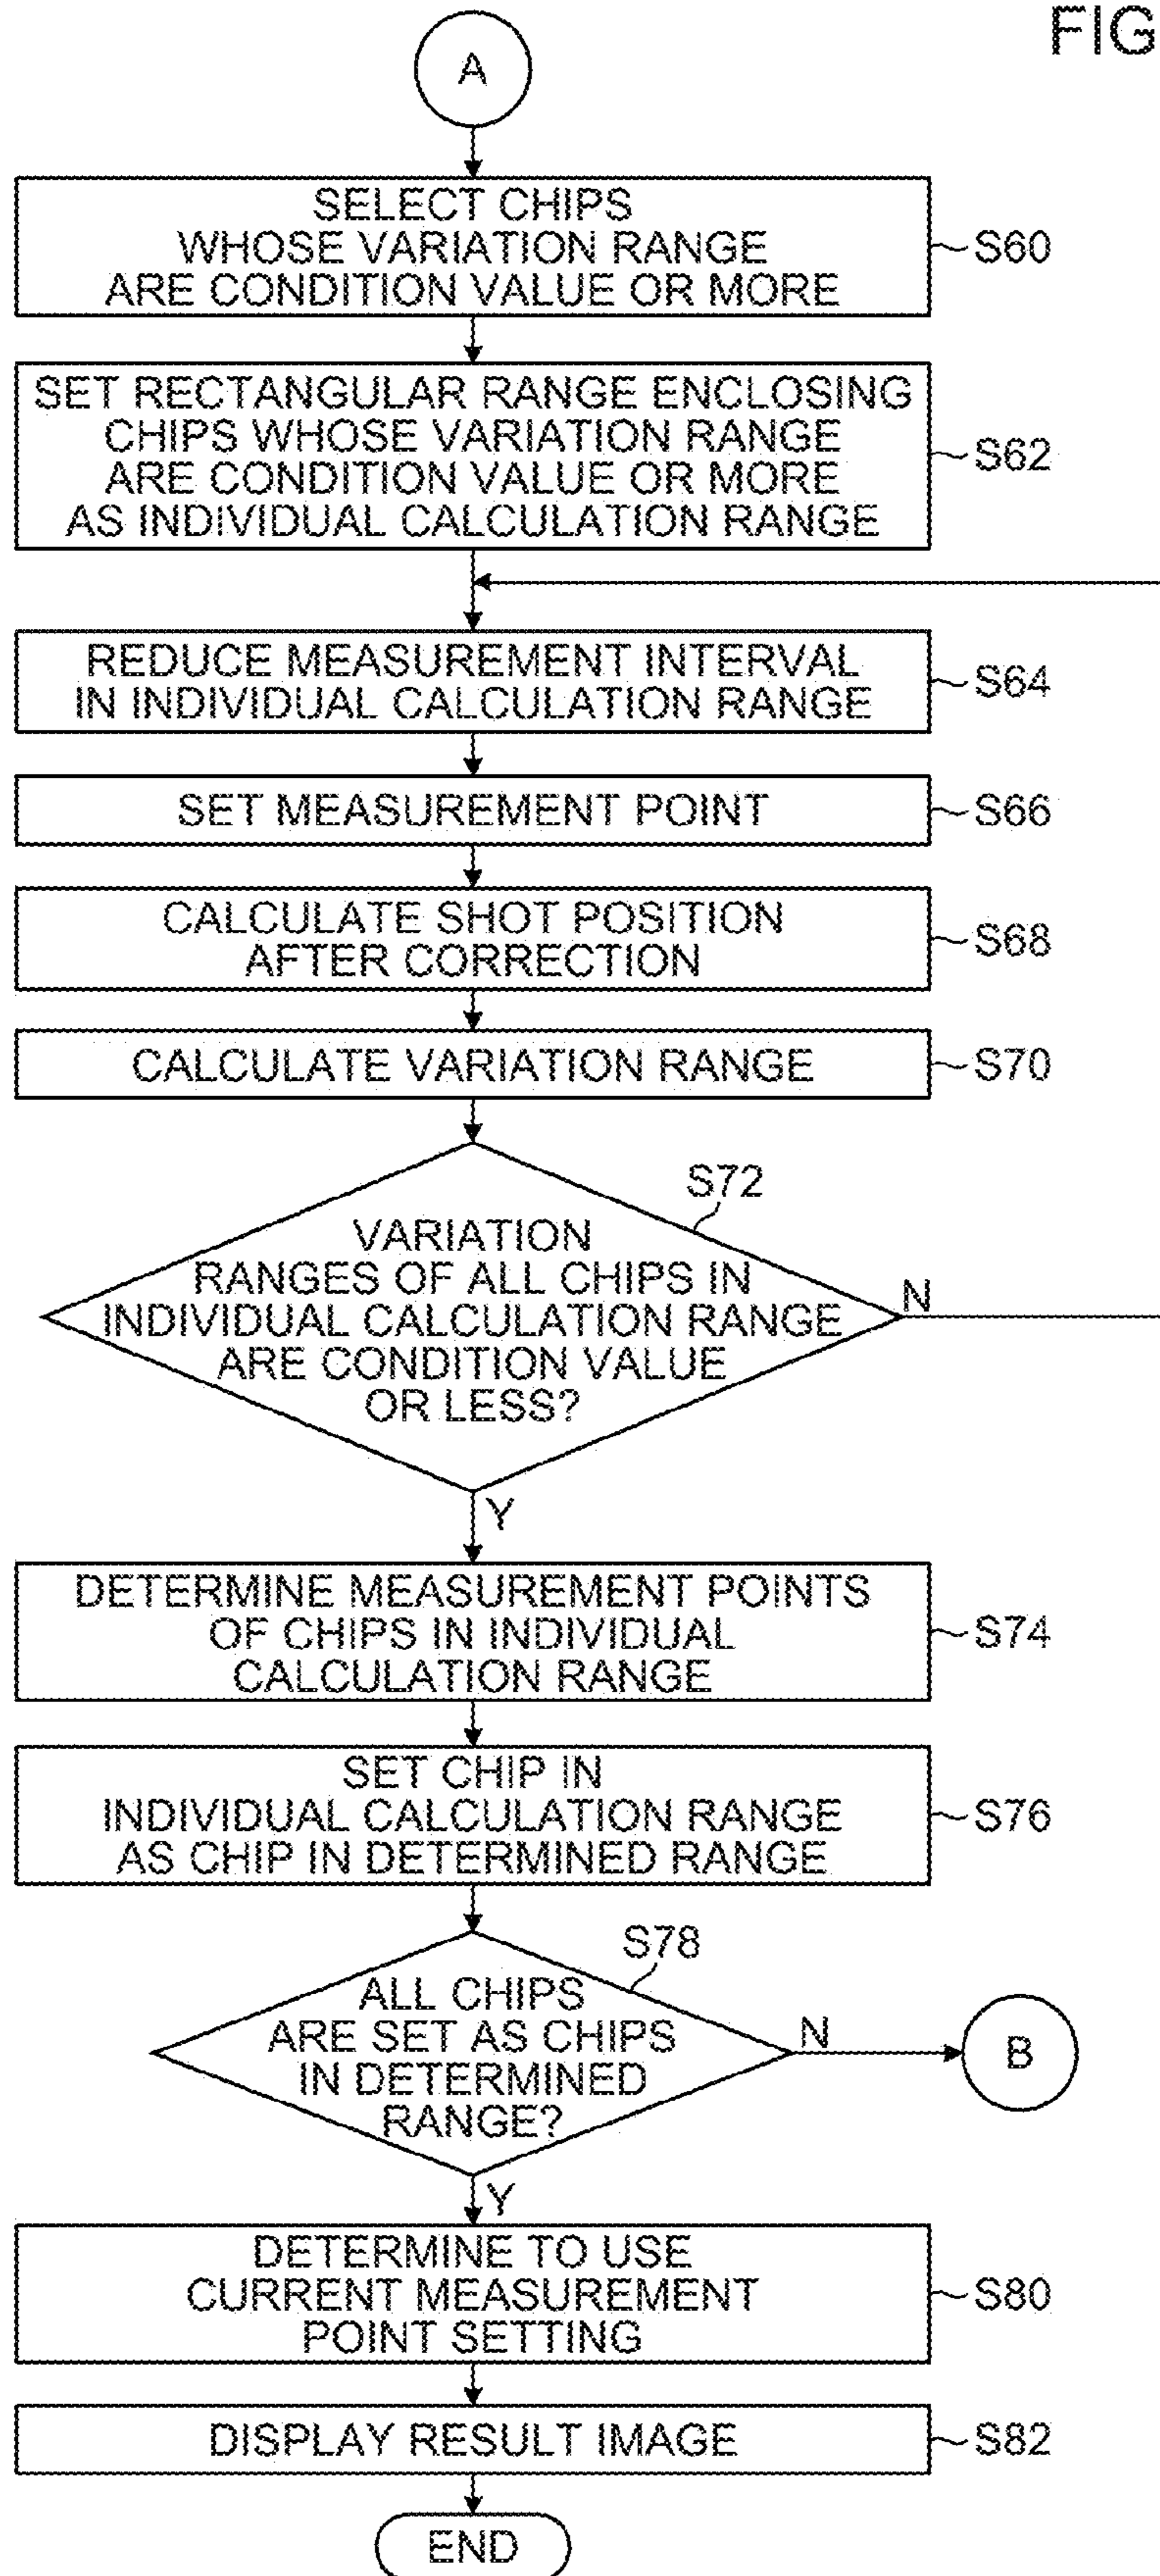 FIG
A
SELECT CHIPS
WHOSE VARIATION RANGE
ARE CONDITION VALUE OR MORE
S60
SET RECTANGULAR RANGE ENCLOSING
CHIPS WHOSE VARIATION RANGE
ARE CONDITION VALUE OR MORE
AS INDIVIDUAL CALCULATION RANGE
S62
REDUCE MEASUREMENT INTERVAL
IN INDIVIDUAL CALCULATION RANGE
S64
SET MEASUREMENT POINT
S66
CALCULATE SHOT POSITION
AFTER CORRECTION
S68
CALCULATE VARIATION RANGE
S70
S72
VARIATION
RANGES OF ALL CHIPS IN
INDIVIDUAL CALCULATION RANGE
ARE CONDITION VALUE
OR LESS?
N
Y
DETERMINE MEASUREMENT POINTS
OF CHIPS IN INDIVIDUAL
CALCULATION RANGE
S74
SET CHIP IN
INDIVIDUAL CALCULATION RANGE
AS CHIP IN DETERMINED RANGE
S76
S78
ALL CHIPS
ARE SET AS CHIPS
IN DETERMINED
RANGE?
N
B
Y
DETERMINE TO USE
CURRENT MEASUREMENT
POINT SETTING
S80
DISPLAY RESULT IMAGE
S82
END